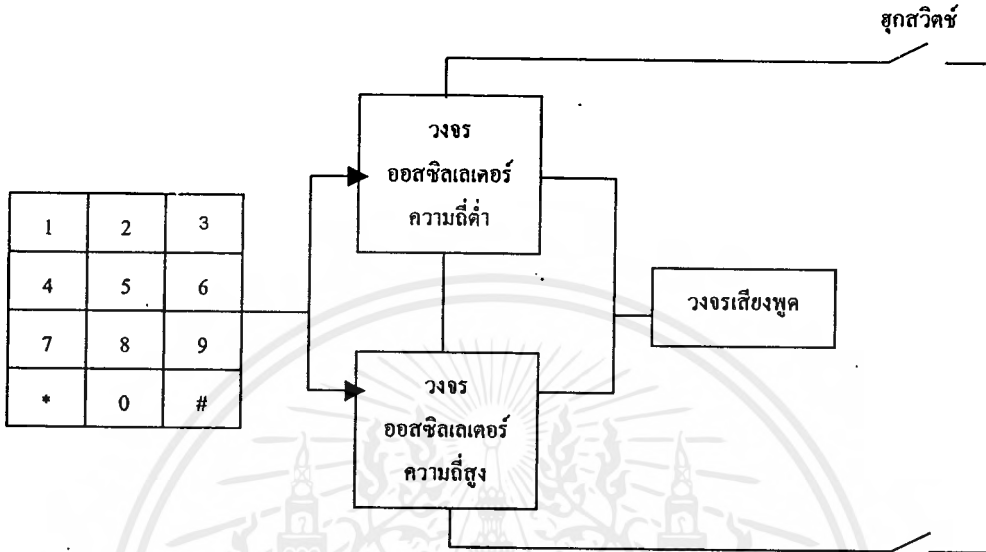 ฮุกสวิตช์
วงจร
ออสซิลเลเตอร์
ความถี่ต่ำ
1 2 3
4 5 6
7 8 9
* 0 #
วงจรเสียงพูด
วงจร
ออสซิลเลเตอร์
ความถี่สูง